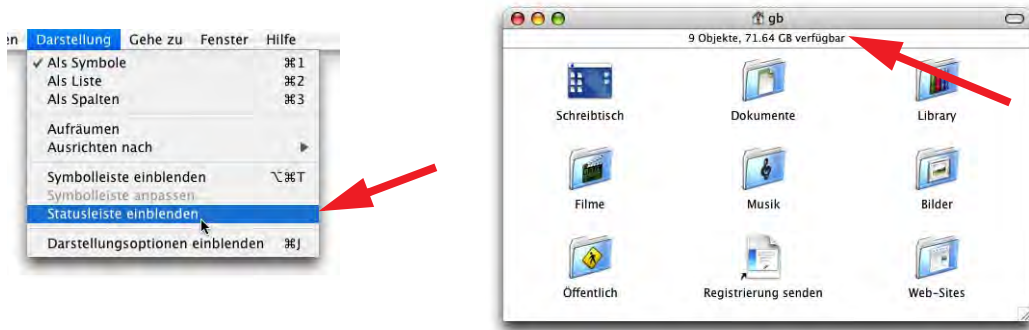 en Darstellung Gehe zu Fenster Hilfe
✓ Als Symbole ⌘1
Als Liste ⌘2
Als Spalten ⌘3
Aufräumen
Ausrichten nach ▶
Symbolleiste einblenden ⌥⌘T
Symbolleiste anpassen...
Statusleiste einblenden
Darstellungsoptionen einblenden ⌘J
gb
9 Objekte, 71.64 GB verfügbar
Schreibtisch Dokumente Library
Filme Musik Bilder
Öffentlich Registrierung senden Web-Sites